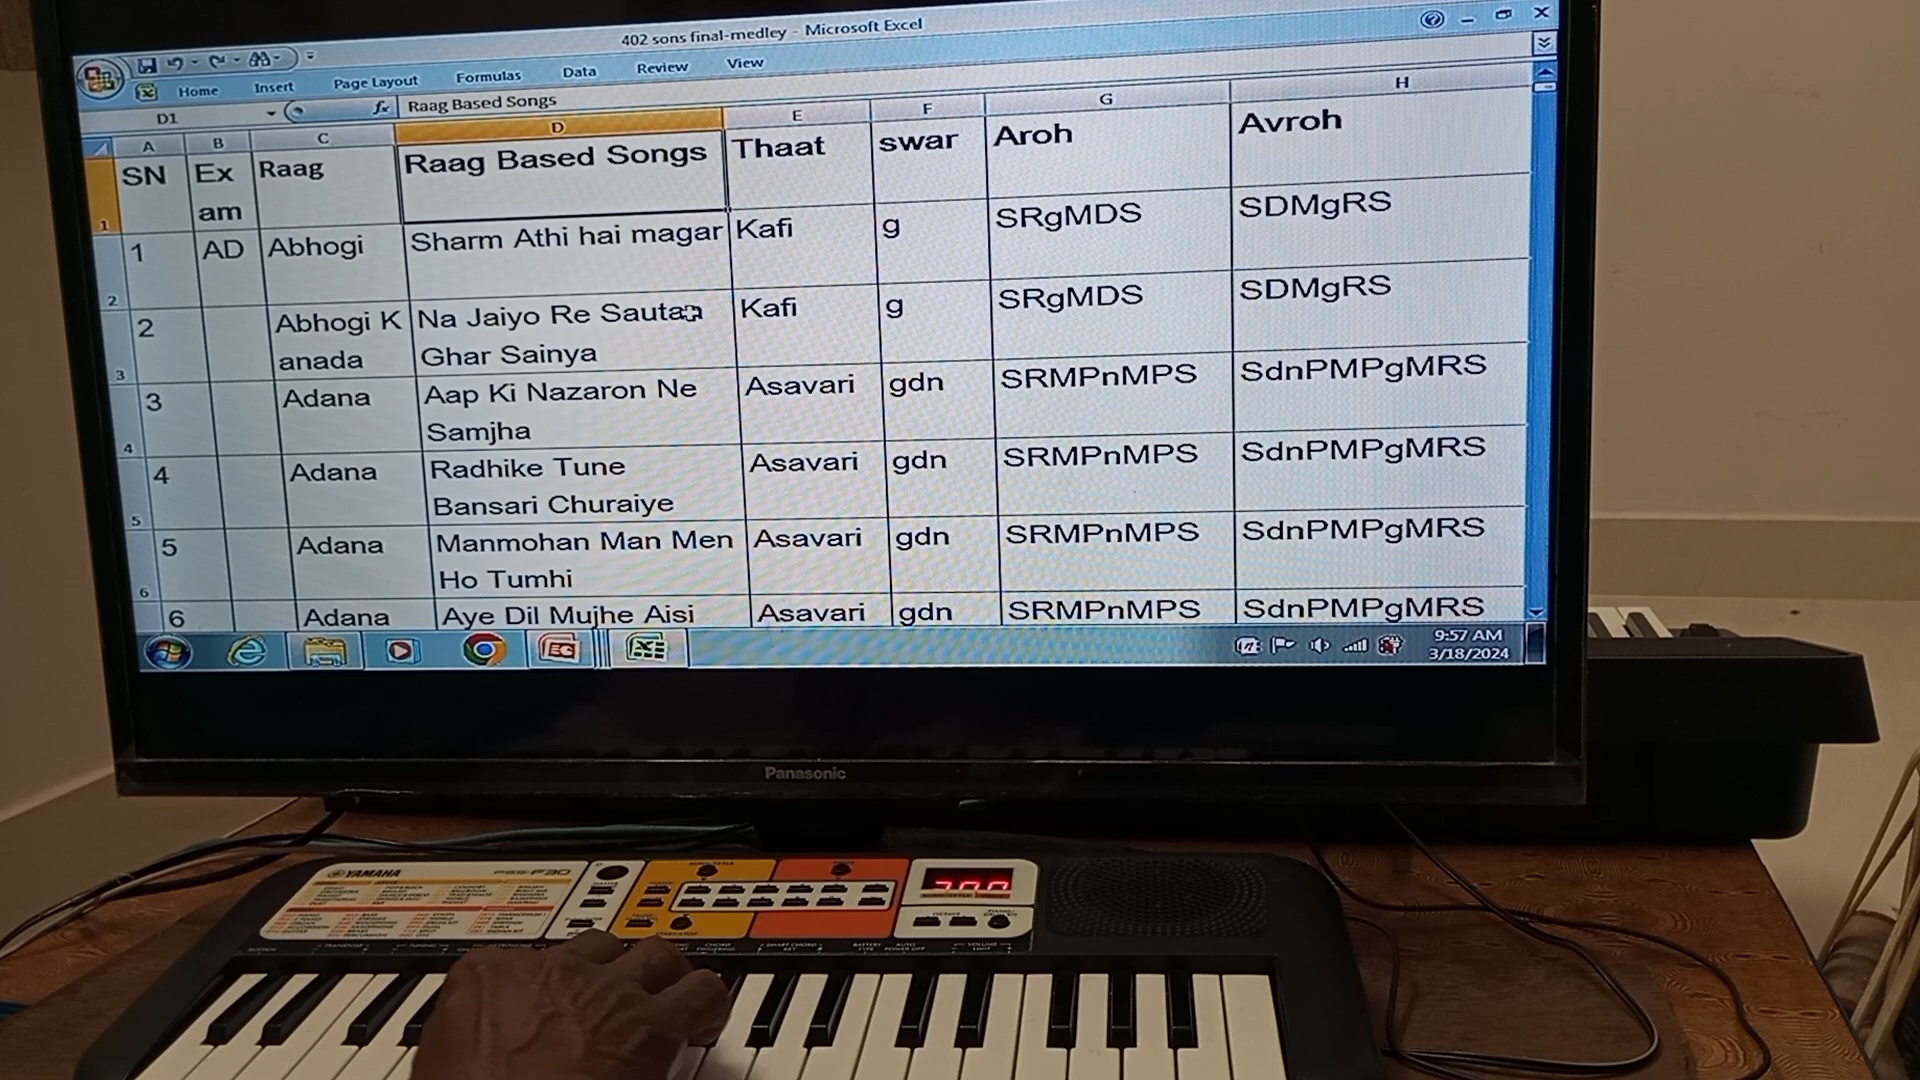 402 sons final-medley - Microsoft Excel
Home Insert Page Layout Formulas Data Review View
D1 fx Raag Based Songs
A B C D E F G H
1 SN Exam Raag Raag Based Songs Thaat swar Aroh Avroh
2 1 AD Abhogi Sharm Athi hai magar Kafi g SRgMDS SDMgRS
3 2 Abhogi K Na Jaiyo Re Sautan Kafi g SRgMDS SDMgRS
anada Ghar Sainya
4 3 Adana Aap Ki Nazaron Ne Asavari gdn SRMPnMPS SdnPMPgMRS
Samjha
5 4 Adana Radhike Tune Asavari gdn SRMPnMPS SdnPMPgMRS
Bansari Churaiye
6 5 Adana Manmohan Man Men Asavari gdn SRMPnMPS SdnPMPgMRS
Ho Tumhi
6 Adana Aye Dil Mujhe Aisi Asavari gdn SRMPnMPS SdnPMPgMRS
9:57 AM
3/18/2024
Panasonic
YAMAHA PSS-F30